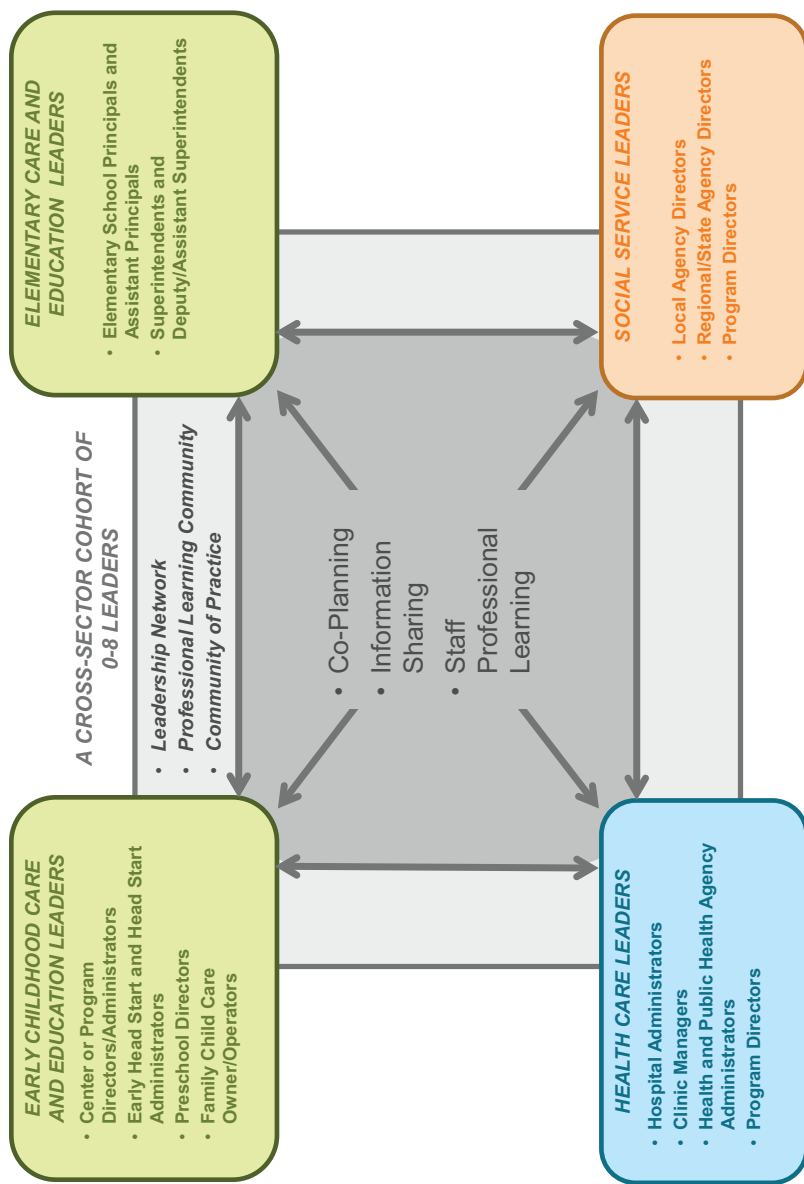 A CROSS-SECTOR COHORT OF
0-8 LEADERS
EARLY CHILDHOOD CARE
AND EDUCATION LEADERS
• Center or Program
Directors/Administrators
• Early Head Start and Head Start
Administrators
• Preschool Directors
• Family Child Care
Owner/Operators
• Leadership Network
• Professional Learning Community
• Community of Practice
ELEMENTARY CARE AND
EDUCATION LEADERS
• Elementary School Principals and
Assistant Principals
• Superintendents and
Deputy/Assistant Superintendents
• Co-Planning
• Information
Sharing
• Staff
Professional
Learning
HEALTH CARE LEADERS
• Hospital Administrators
• Clinic Managers
• Health and Public Health Agency
Administrators
• Program Directors
SOCIAL SERVICE LEADERS
• Local Agency Directors
• Regional/State Agency Directors
• Program Directors